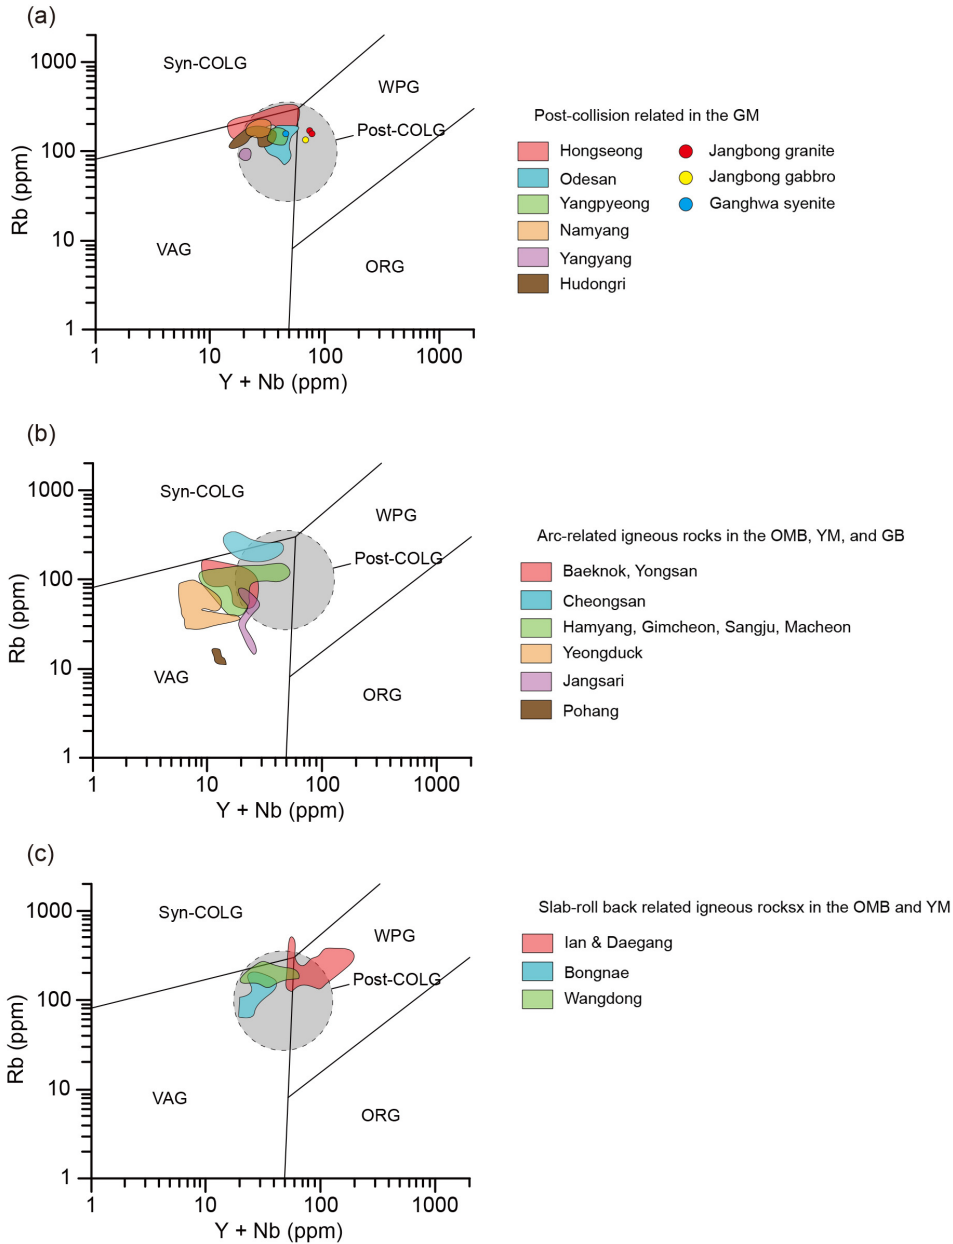 (a)
1000
100
10
1
Rb (ppm)
Syn-COLG
WPG
Post-COLG
VAG
ORG
1
10
100
1000
Y + Nb (ppm)
Post-collision related in the GM
Hongseong
Odesan
Yangpyeong
Namyang
Yangyang
Hudongri
Jangbong granite
Jangbong gabbro
Ganghwa syenite
(b)
1000
100
10
1
Rb (ppm)
Syn-COLG
WPG
Post-COLG
VAG
ORG
1
10
100
1000
Y + Nb (ppm)
Arc-related igneous rocks in the OMB, YM, and GB
Baeknok, Yongsan
Cheongsan
Hamyang, Gimcheon, Sangju, Macheon
Yeongduck
Jangsari
Pohang
(c)
1000
100
10
1
Rb (ppm)
Syn-COLG
WPG
Post-COLG
VAG
ORG
1
10
100
1000
Y + Nb (ppm)
Slab-roll back related igneous rocksx in the OMB and YM
Ian & Daegang
Bongnae
Wangdong